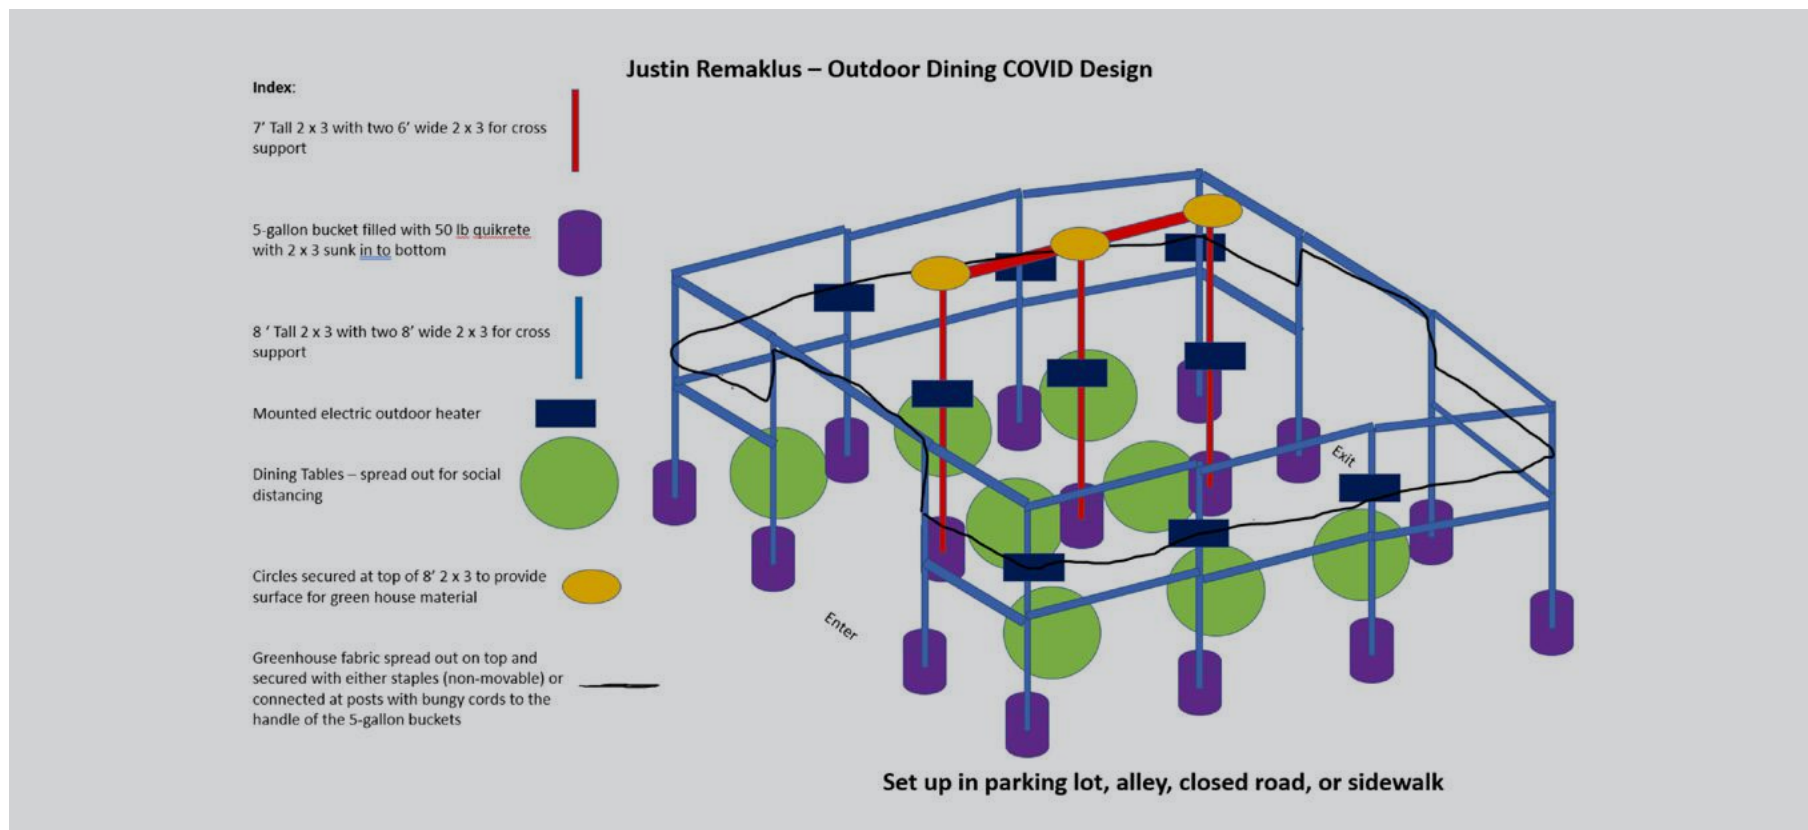 Justin Remaklus – Outdoor Dining COVID Design
Index:
7' Tall 2 x 3 with two 6' wide 2 x 3 for cross
support
5-gallon bucket filled with 50 lb quikrete
with 2 x 3 sunk in to bottom
8 ' Tall 2 x 3 with two 8' wide 2 x 3 for cross
support
Mounted electric outdoor heater
Dining Tables – spread out for social
distancing
Circles secured at top of 8' 2 x 3 to provide
surface for green house material
Greenhouse fabric spread out on top and
secured with either staples (non-movable) or
connected at posts with bungy cords to the
handle of the 5-gallon buckets
Exit
Enter
Set up in parking lot, alley, closed road, or sidewalk